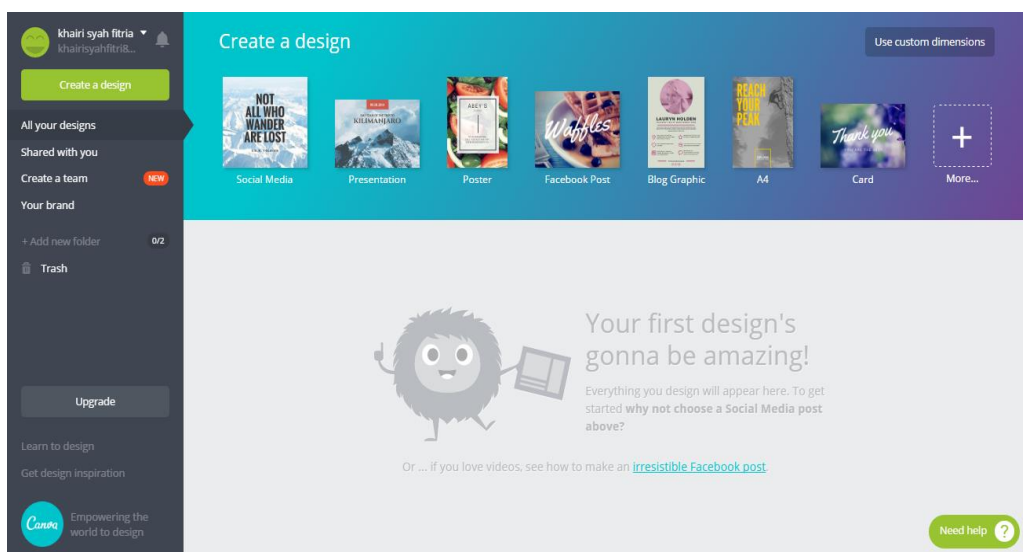 khairi syah fitria
khairisyahfitri8...
Create a design
All your designs
Shared with you
Create a team NEW
Your brand
+ Add new folder 0/2
Trash
Upgrade
Learn to design
Get design inspiration
Canva
Empowering the
world to design
Create a design
Use custom dimensions
NOT
ALL WHO
WANDER
ARE LOST
KILIMANJARO
ABEY'S
Waffles
LAURYN HOLDEN
REACH
YOUR
PEAK
Thank you
+
Social Media
Presentation
Poster
Facebook Post
Blog Graphic
A4
Card
More...
Your first design's
gonna be amazing!
Everything you design will appear here. To get
started why not choose a Social Media post
above?
Or ... if you love videos, see how to make an irresistible Facebook post.
Need help ?